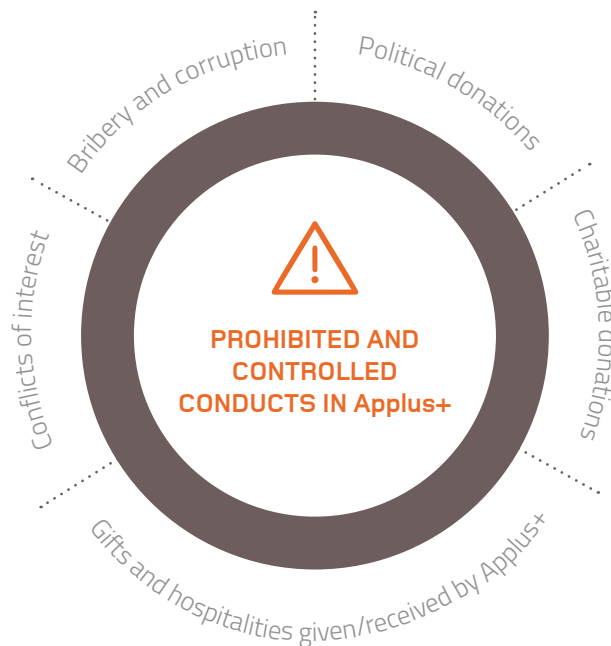 Bribery and corruption
Political donations
Charitable donations
Gifts and hospitalities given/received by Applus+
Conflicts of interest
PROHIBITED AND
CONTROLLED
CONDUCTS IN Applus+